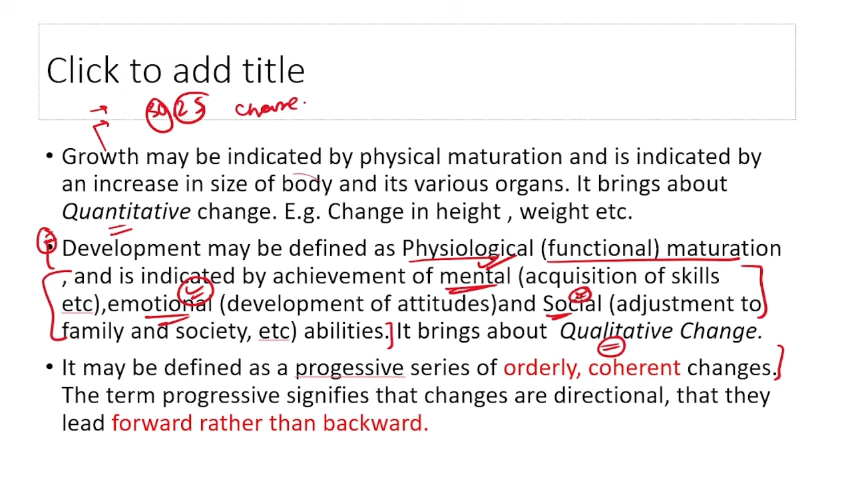 Click to add title
25
• Growth may be indicated by physical maturation and is indicated by
an increase in size of body and its various organs. It brings about
Quantitative change. E.g. Change in height , weight etc.
• Development may be defined as Physiological (functional) maturation
, and is indicated by achievement of mental (acquisition of skills
etc),emotional (development of attitudes)and Social (adjustment to
family and society, etc) abilities. It brings about Qualitative Change.
• It may be defined as a progessive series of orderly, coherent changes.
The term progressive signifies that changes are directional, that they
lead forward rather than backward.